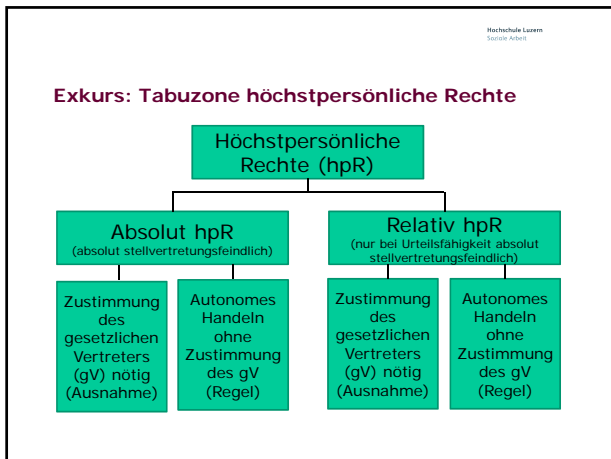 Hochschule Luzern
Soziale Arbeit
Exkurs: Tabuzone höchstpersönliche Rechte
Höchstpersönliche
Rechte (hpR)
Absolut hpR
(absolut stellvertretungsfeindlich)
Relativ hpR
(nur bei Urteilsfähigkeit absolut
stellvertretungsfeindlich)
Zustimmung
des
gesetzlichen
Vertreters
(gV) nötig
(Ausnahme)
Autonomes
Handeln
ohne
Zustimmung
des gV
(Regel)
Zustimmung
des
gesetzlichen
Vertreters
(gV) nötig
(Ausnahme)
Autonomes
Handeln
ohne
Zustimmung
des gV
(Regel)